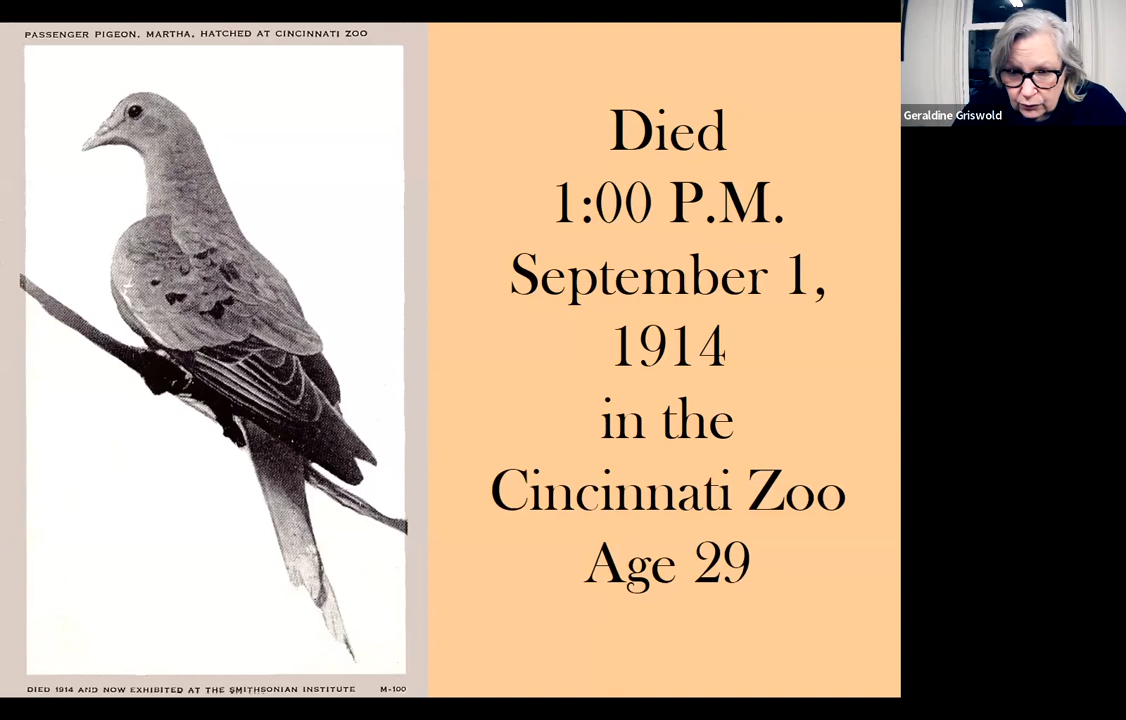 PASSENGER PIGEON, MARTHA, HATCHED AT CINCINNATI ZOO
DIED 1914 AND NOW EXHIBITED AT THE SMITHSONIAN INSTITUTE M-100
Died
1:00 P.M.
September 1,
1914
in the
Cincinnati Zoo
Age 29
Geraldine Griswold